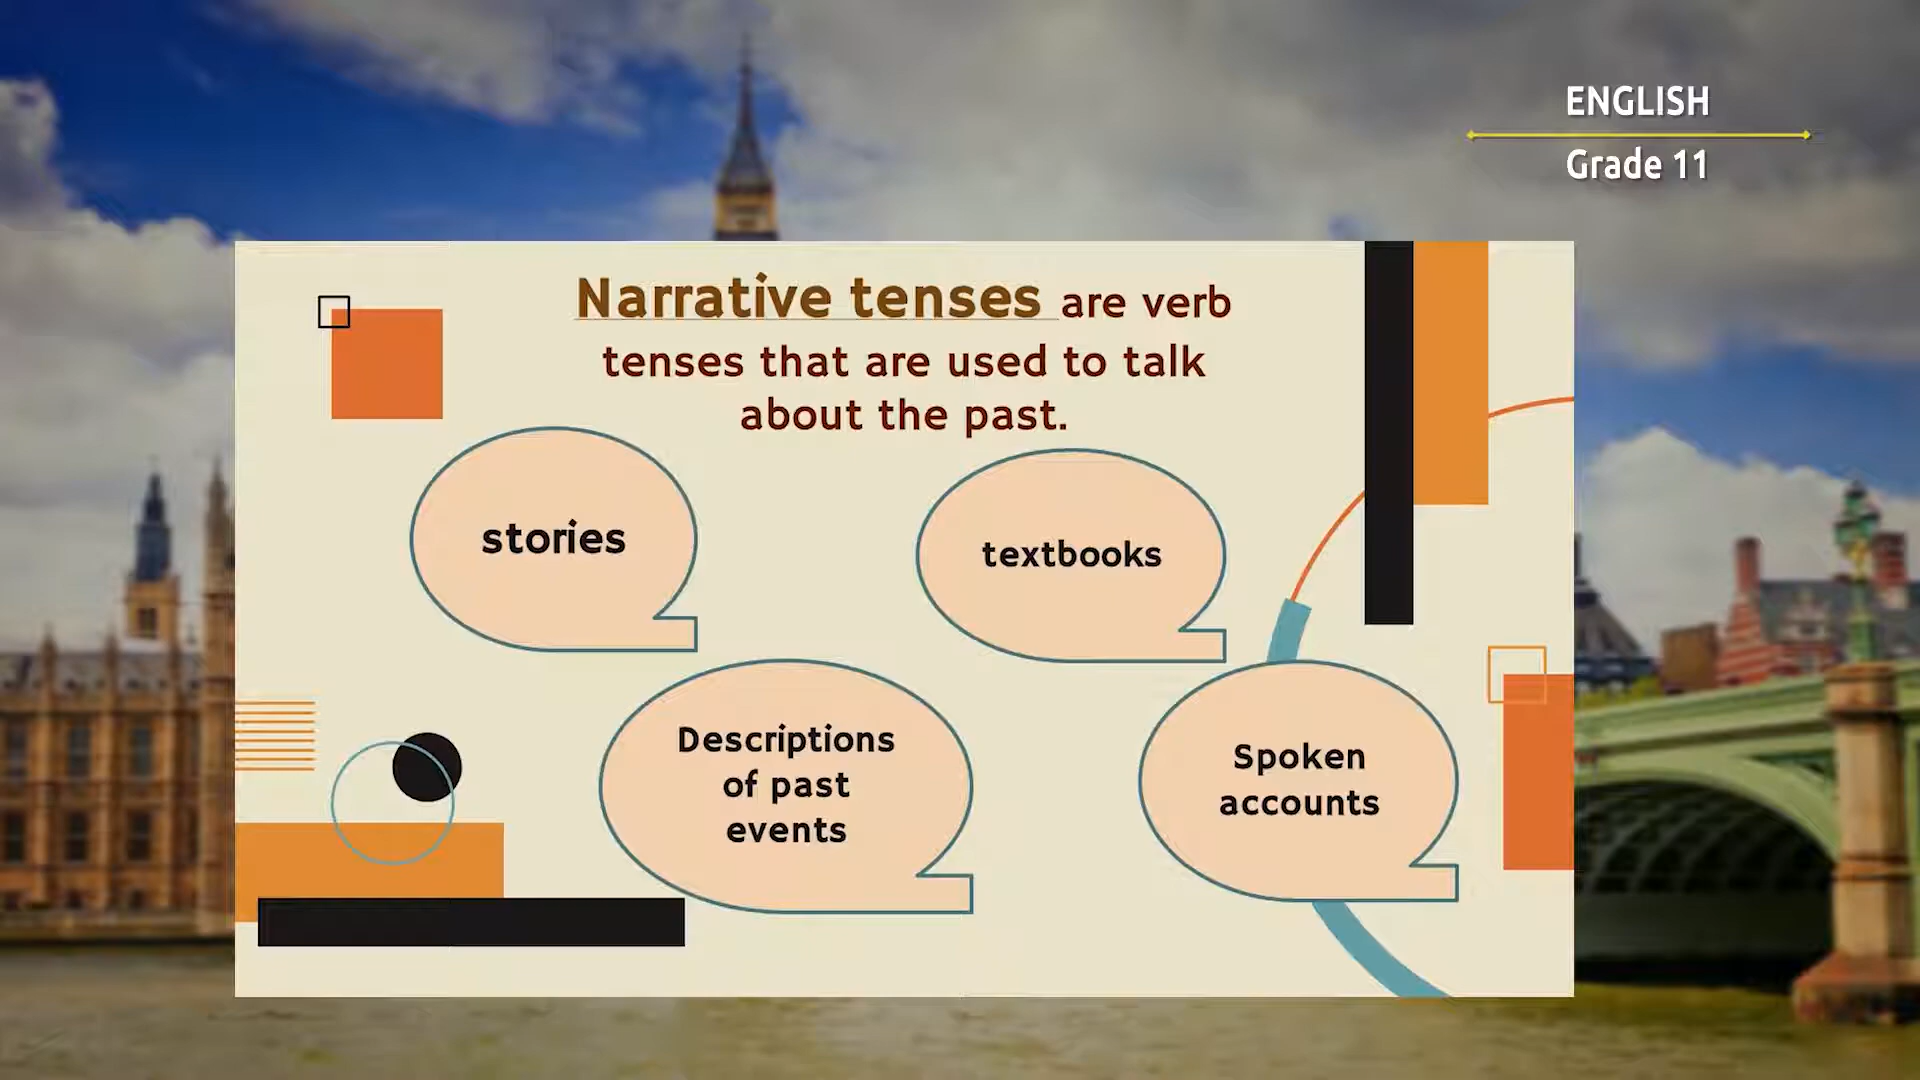 ENGLISH
Grade 11
Narrative tenses are verb
tenses that are used to talk
about the past.
stories
textbooks
Descriptions
of past
events
Spoken
accounts